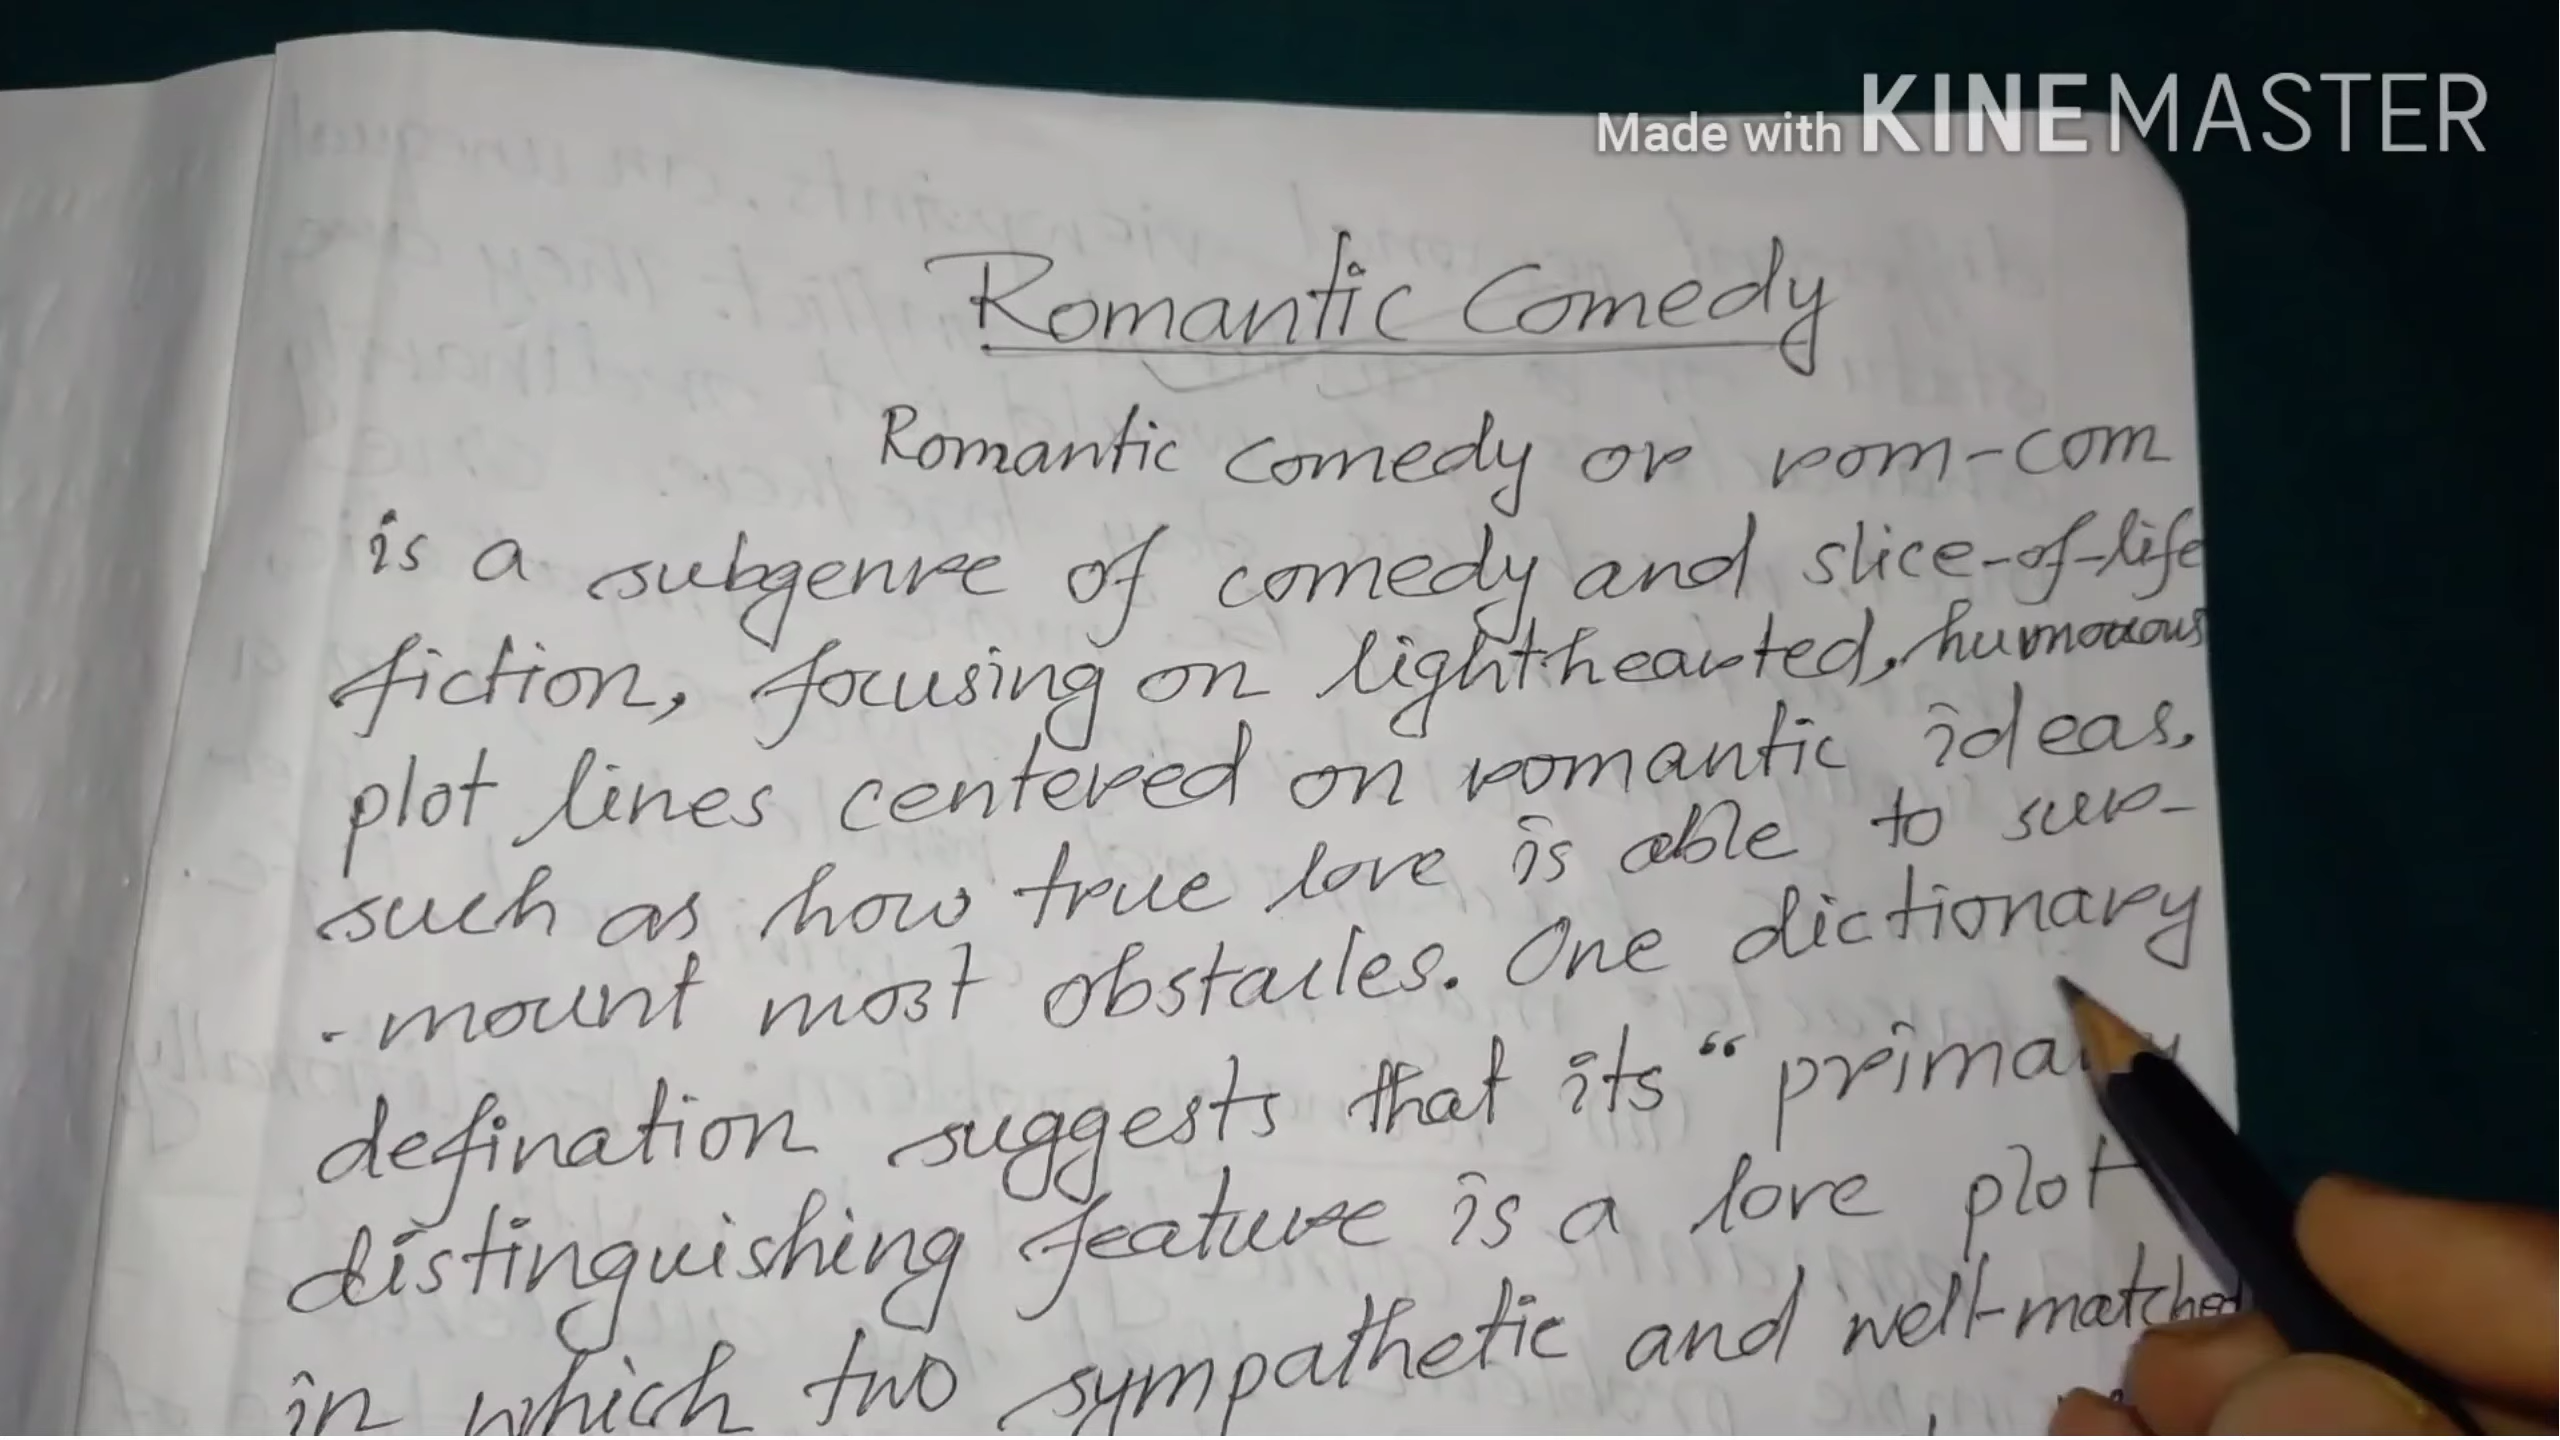 Made with KINEMASTER
Romantic Comedy
Romantic comedy or rom-com
is a subgenre of comedy and slice-of-life
fiction, focusing on lighthearted, humorous
plot lines centered on romantic ideas,
such as how true love is able to sur-
-mount most obstacles. One dictionary
defination suggests that its "primary
distinguishing feature is a love plot
in which two sympathetic and well-matched